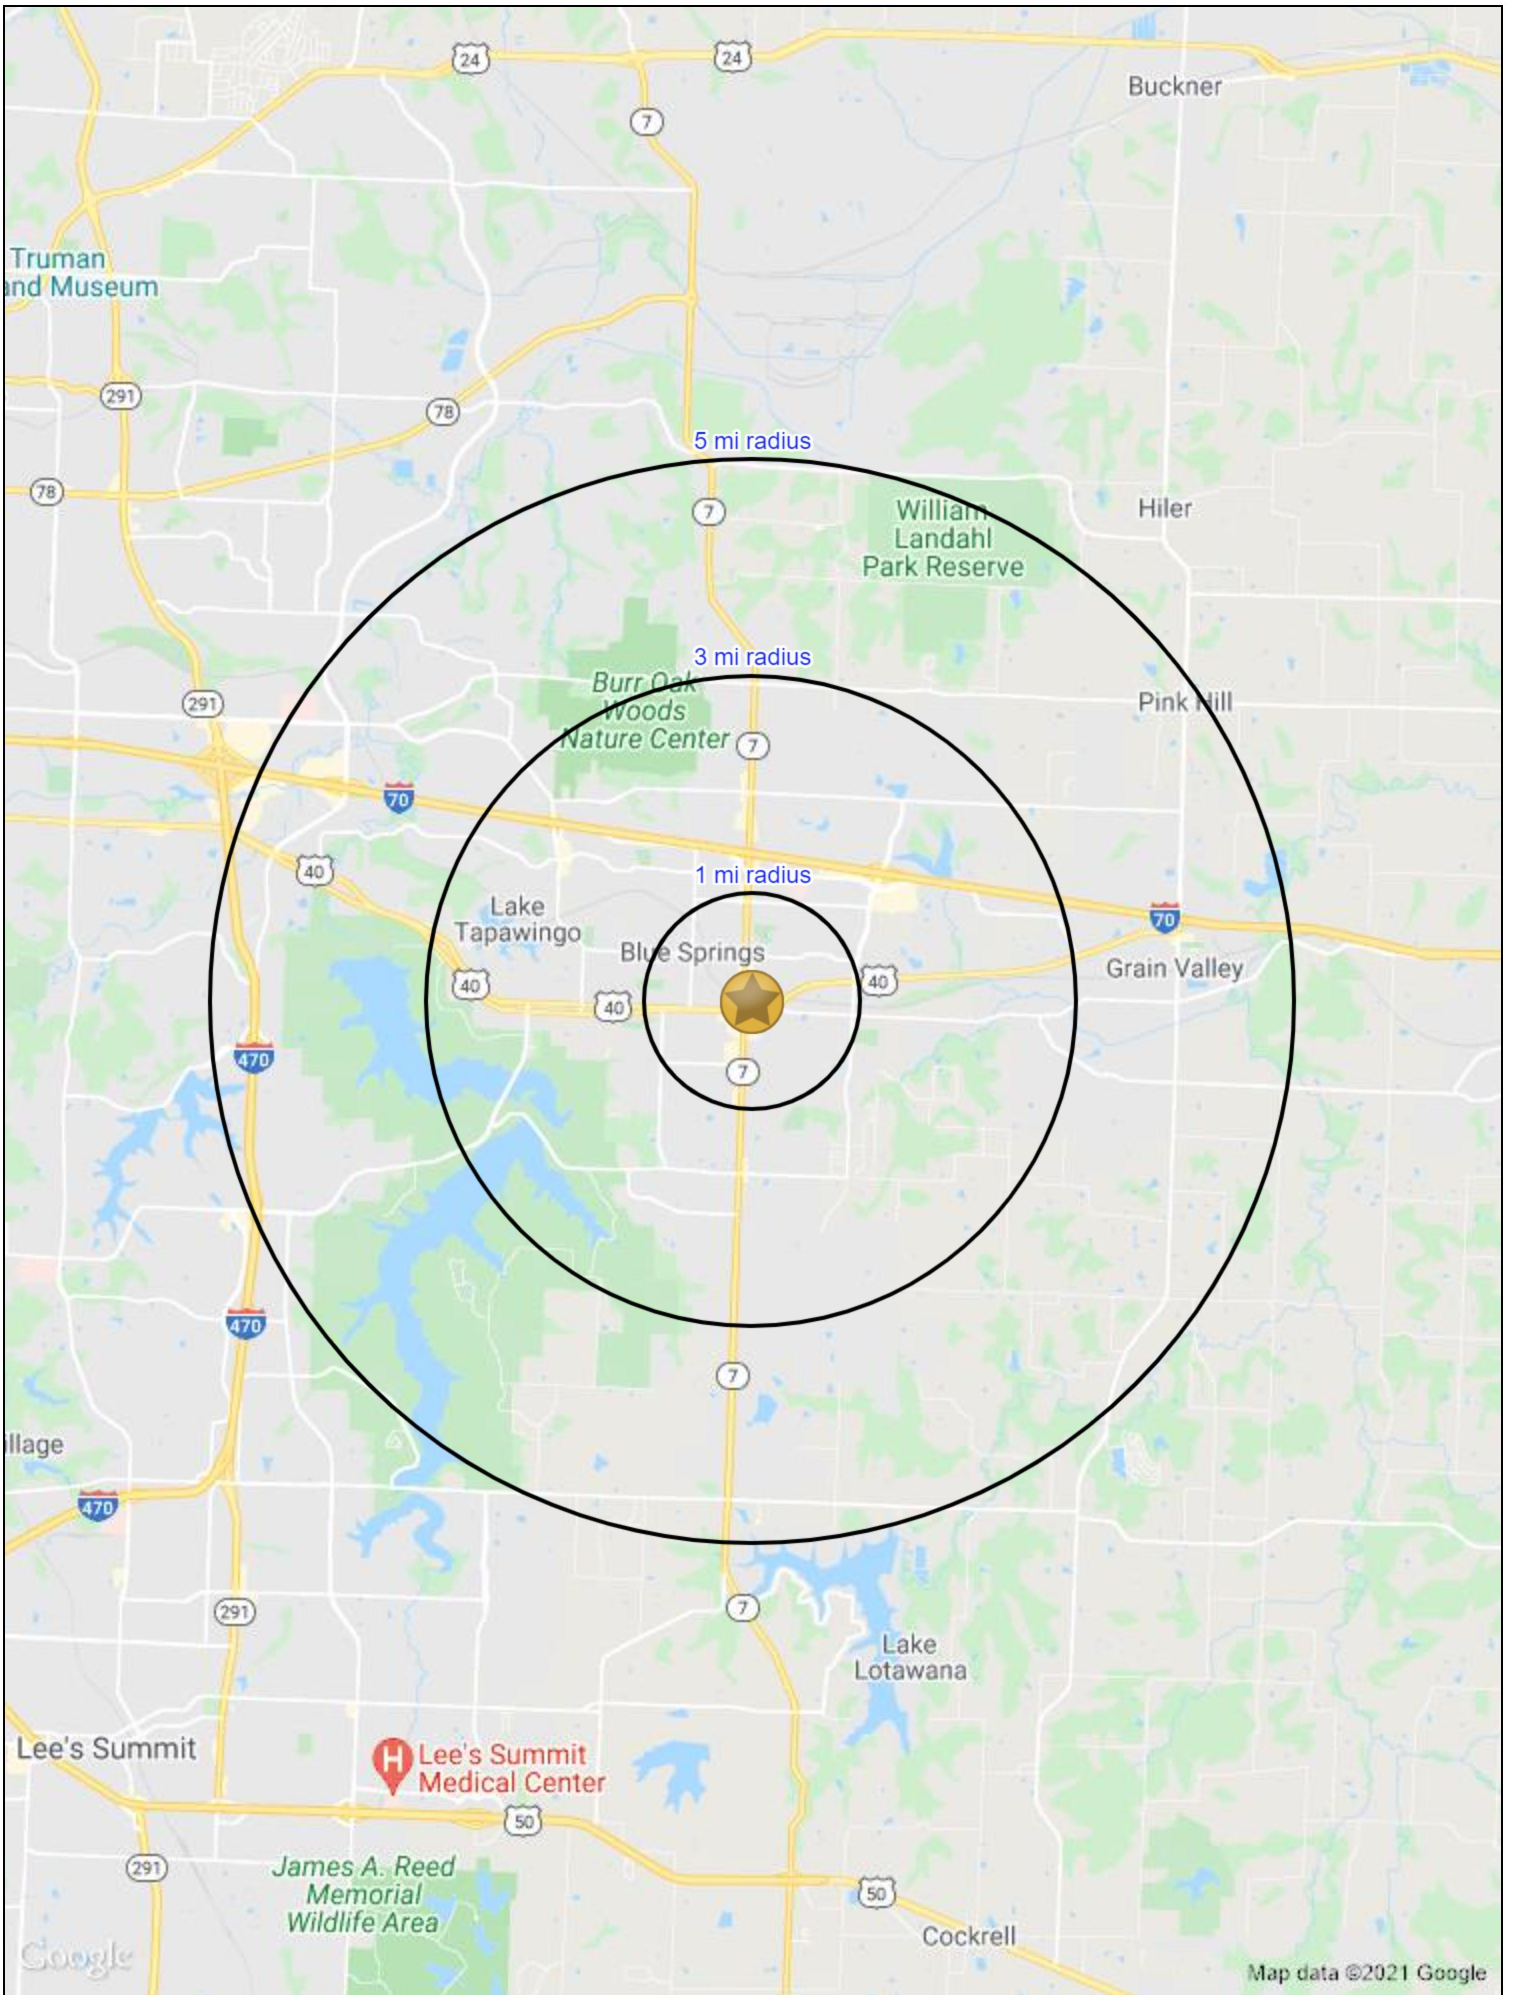 24
24
Buckner
7
Truman
and Museum
291
78
5 mi radius
78
7
William
Landahl
Park Reserve
Hiler
3 mi radius
Burr Oak
Woods
Nature Center
291
Pink Hill
7
70
40
1 mi radius
Lake
Tapawingo
70
Blue Springs
Grain Valley
40
40
40
470
7
470
7
illage
470
7
291
Lake
Lotawana
Lee's Summit
H
Lee's Summit
Medical Center
50
291
James A. Reed
Memorial
Wildlife Area
50
Cockrell
Google
Map data ©2021 Google